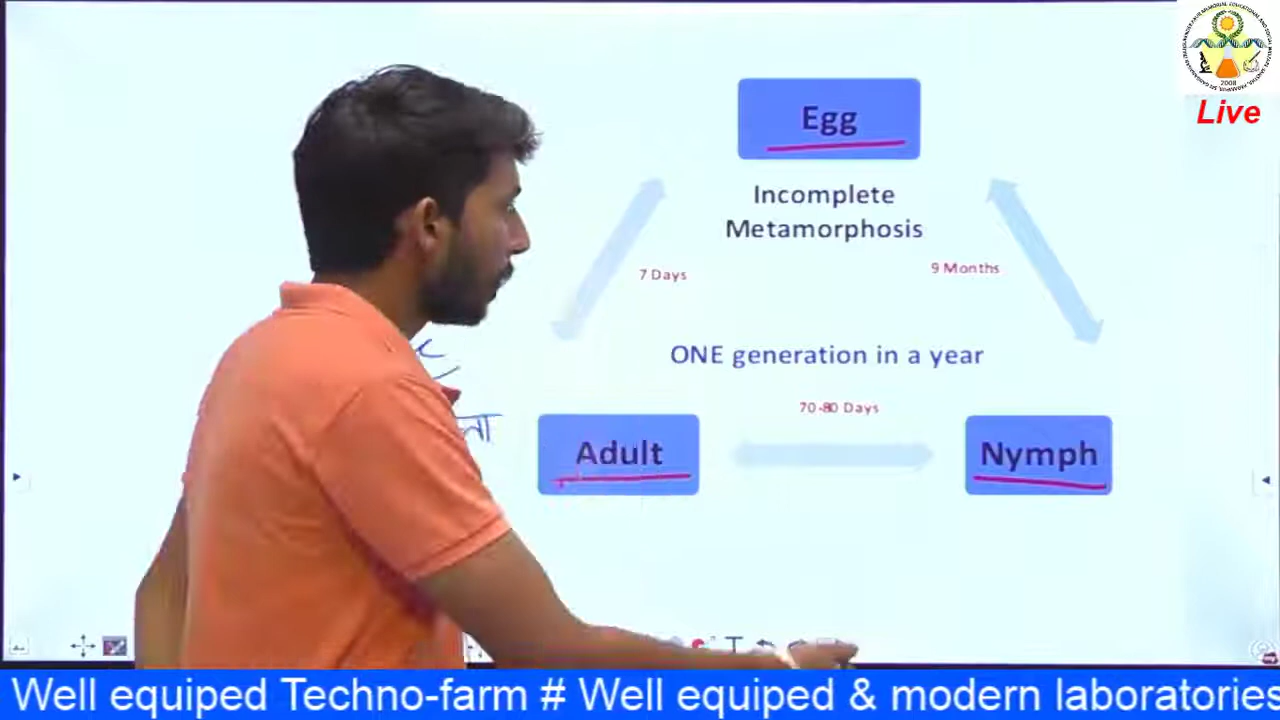 Egg
Live
Incomplete
Metamorphosis
7 Days
9 Months
ONE generation in a year
70-80 Days
Adult
Nymph
2008
Well equiped Techno-farm # Well equiped & modern laboratories